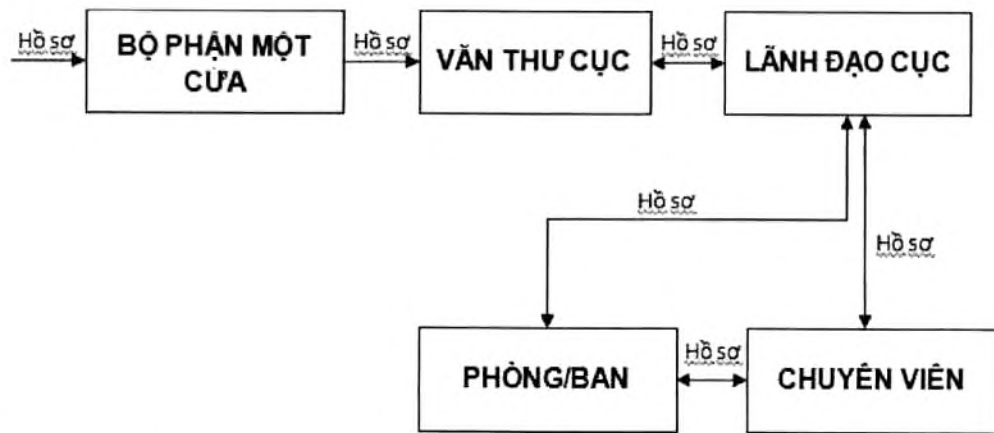 Hồ sơ
BỘ PHẬN MỘT
CỬA
Hồ sơ
VĂN THƯ CỤC
Hồ sơ
LÃNH ĐẠO CỤC
Hồ sơ
Hồ sơ
PHÒNG/BAN
Hồ sơ
CHUYÊN VIÊN